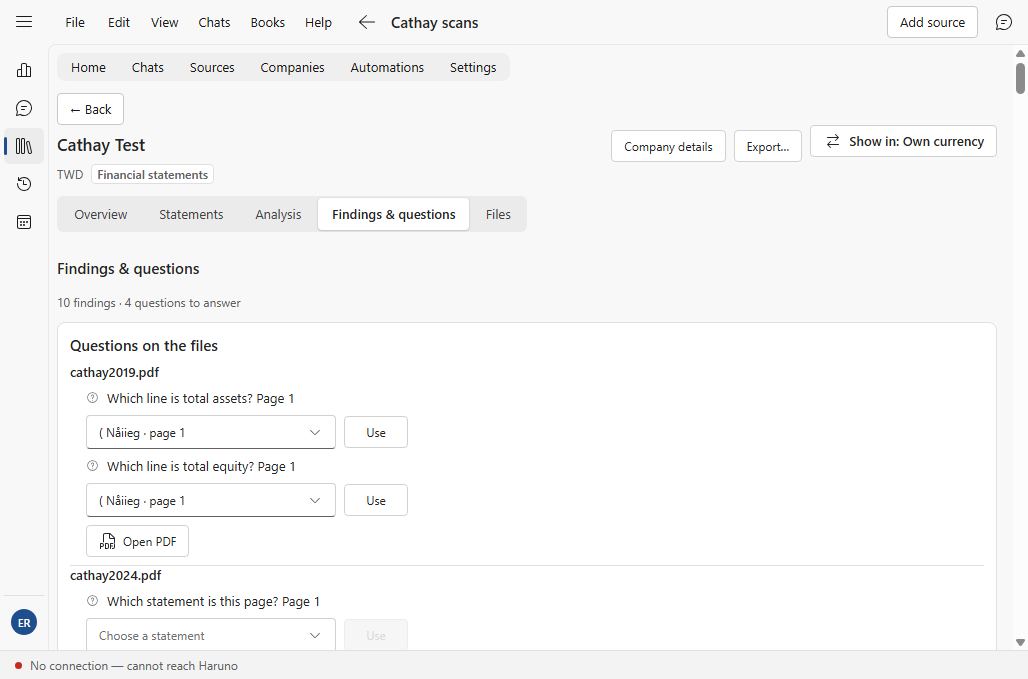 File Edit View Chats Books Help Cathay scans Add source
Home Chats Sources Companies Automations Settings
← Back
Cathay Test
Company details Export... Show in: Own currency
TWD Financial statements
Overview Statements Analysis Findings & questions Files
Findings & questions
10 findings · 4 questions to answer
Questions on the files
cathay2019.pdf
Which line is total assets? Page 1
( Nåiieg · page 1 Use
Which line is total equity? Page 1
( Nåiieg · page 1 Use
PDF Open PDF
cathay2024.pdf
Which statement is this page? Page 1
Choose a statement Use
ER
No connection — cannot reach Haruno